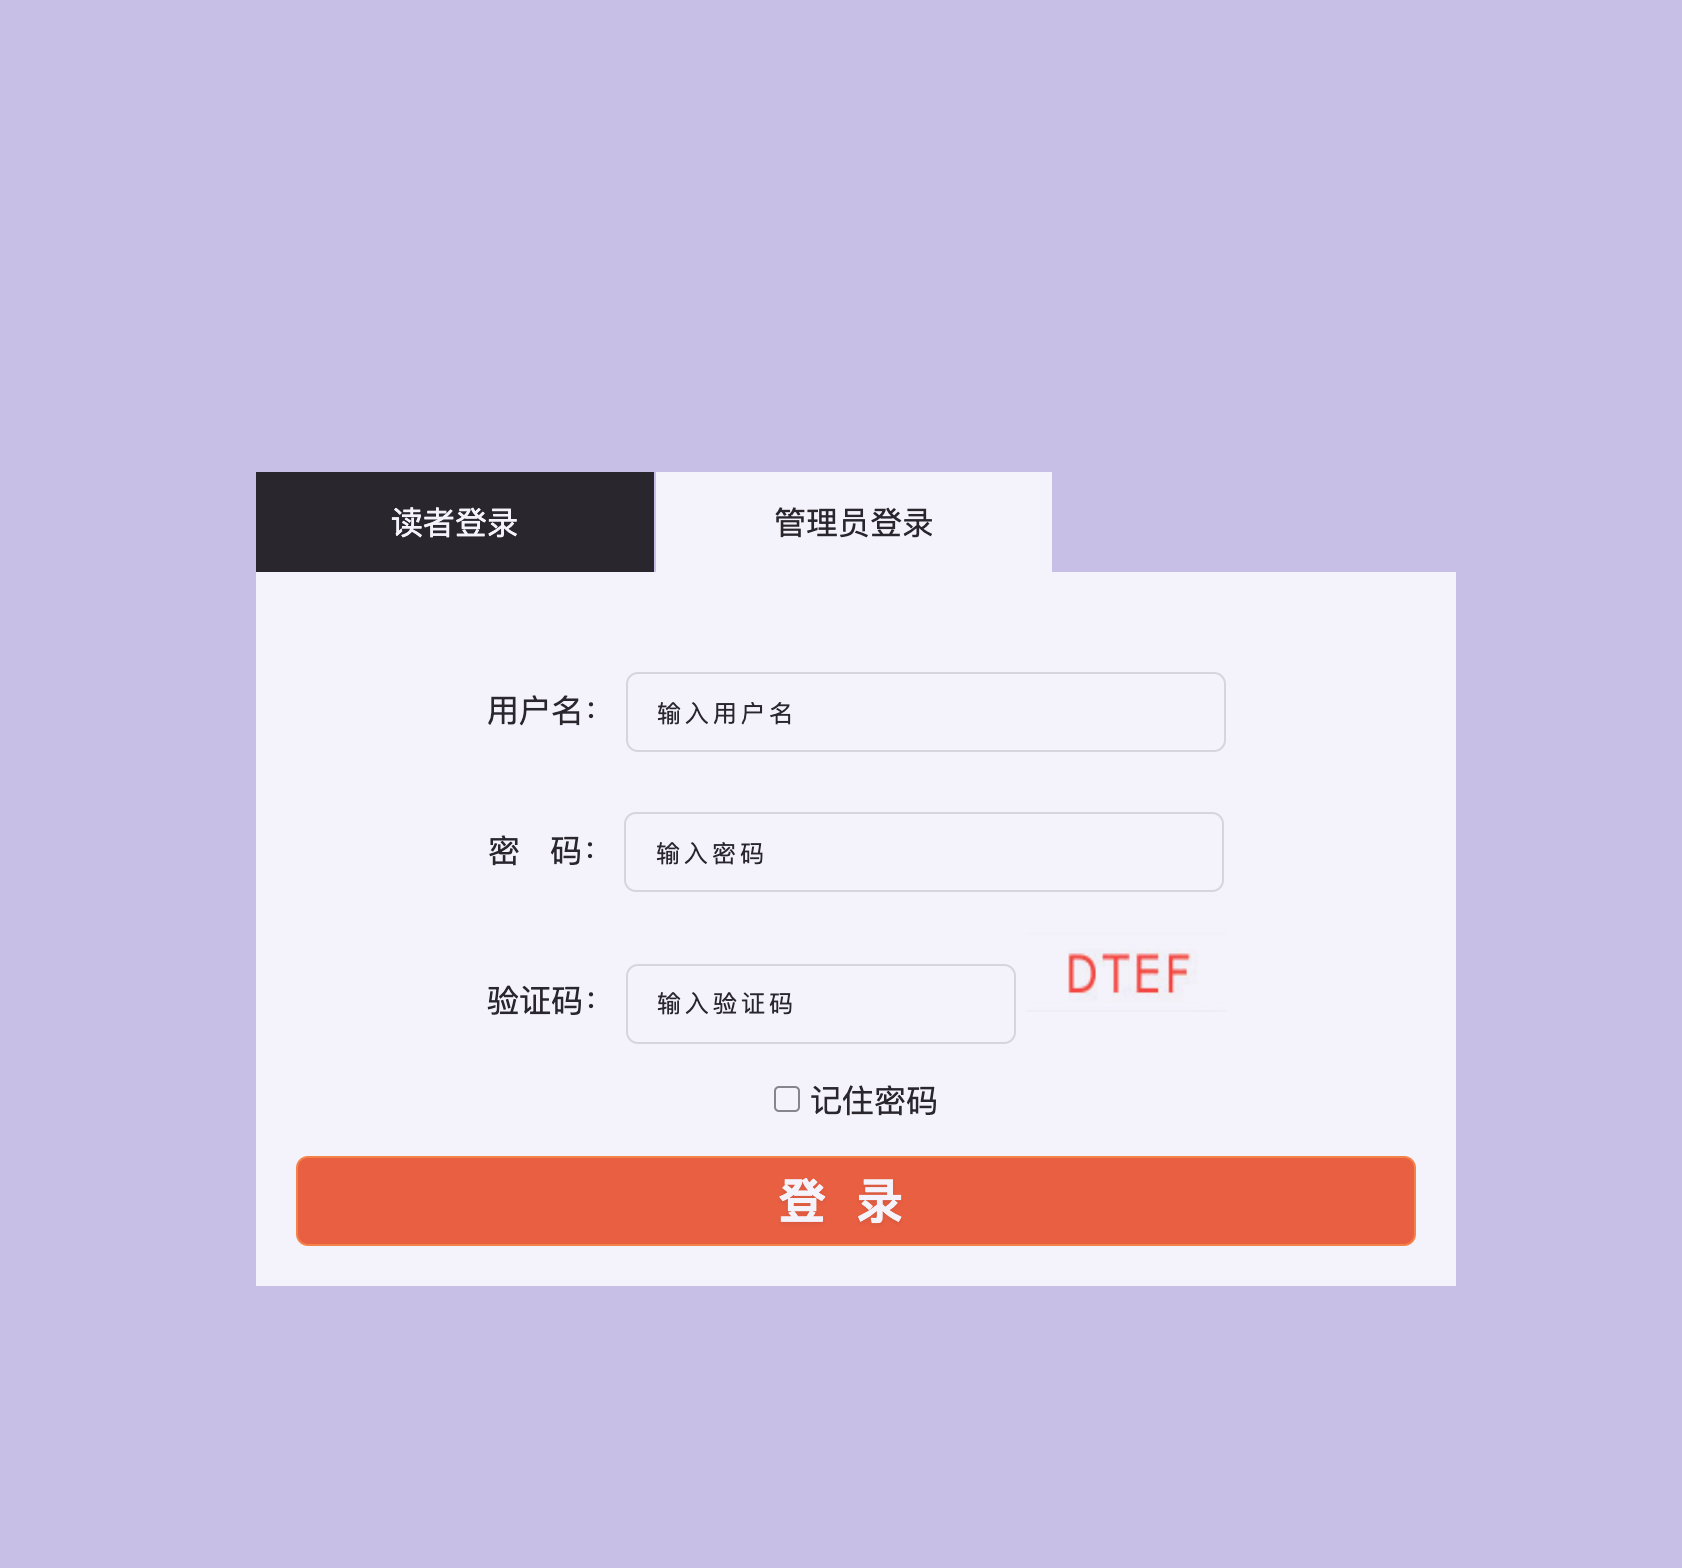 读者登录 管理员登录
用户名: 输入用户名
密 码: 输入密码
验证码: 输入验证码 DTEF
记住密码
登 录